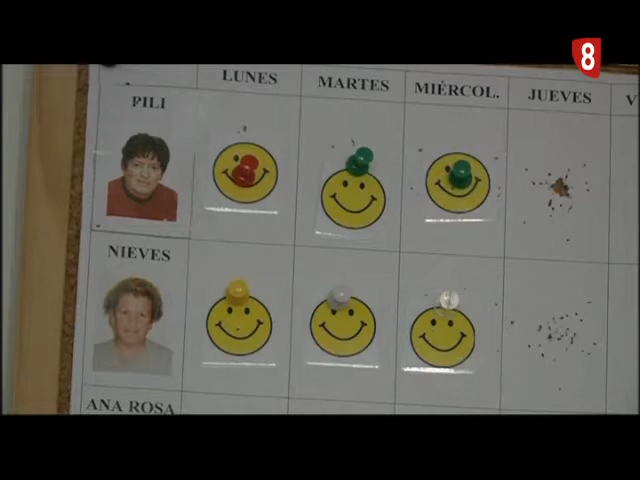 8
LUNES MARTES MIÉRCOL. JUEVES V
PILI
NIEVES
ANA ROSA